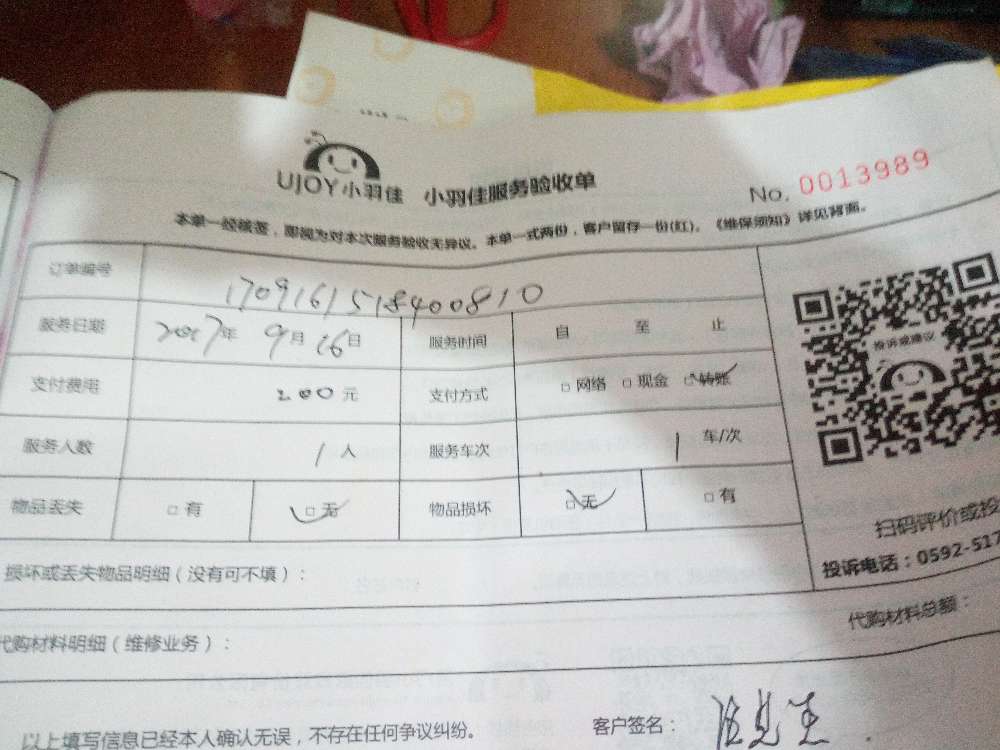 UJOY小羽佳 小羽佳服务验收单
No. 0013989
本单一经核签，即视为对本次服务验收无异议。本单一式两份，客户留存一份(红)。《维保须知》详见背面。
订单编号 170916151840081 0
服务日期 2017年 9月16日 服务时间 自 至 止
支付费用 200元 支付方式 □网络 □现金 □转账
服务人数 1人 服务车次 1车/次
物品丢失 □有 □无 物品损坏 □无 □有
投诉或建议
扫码评价或投
投诉电话：0592-517
损坏或丢失物品明细（没有可不填）：
代购材料明细（维修业务）：
代购材料总额：
以上填写信息已经本人确认无误，不存在任何争议纠纷。
客户签名：